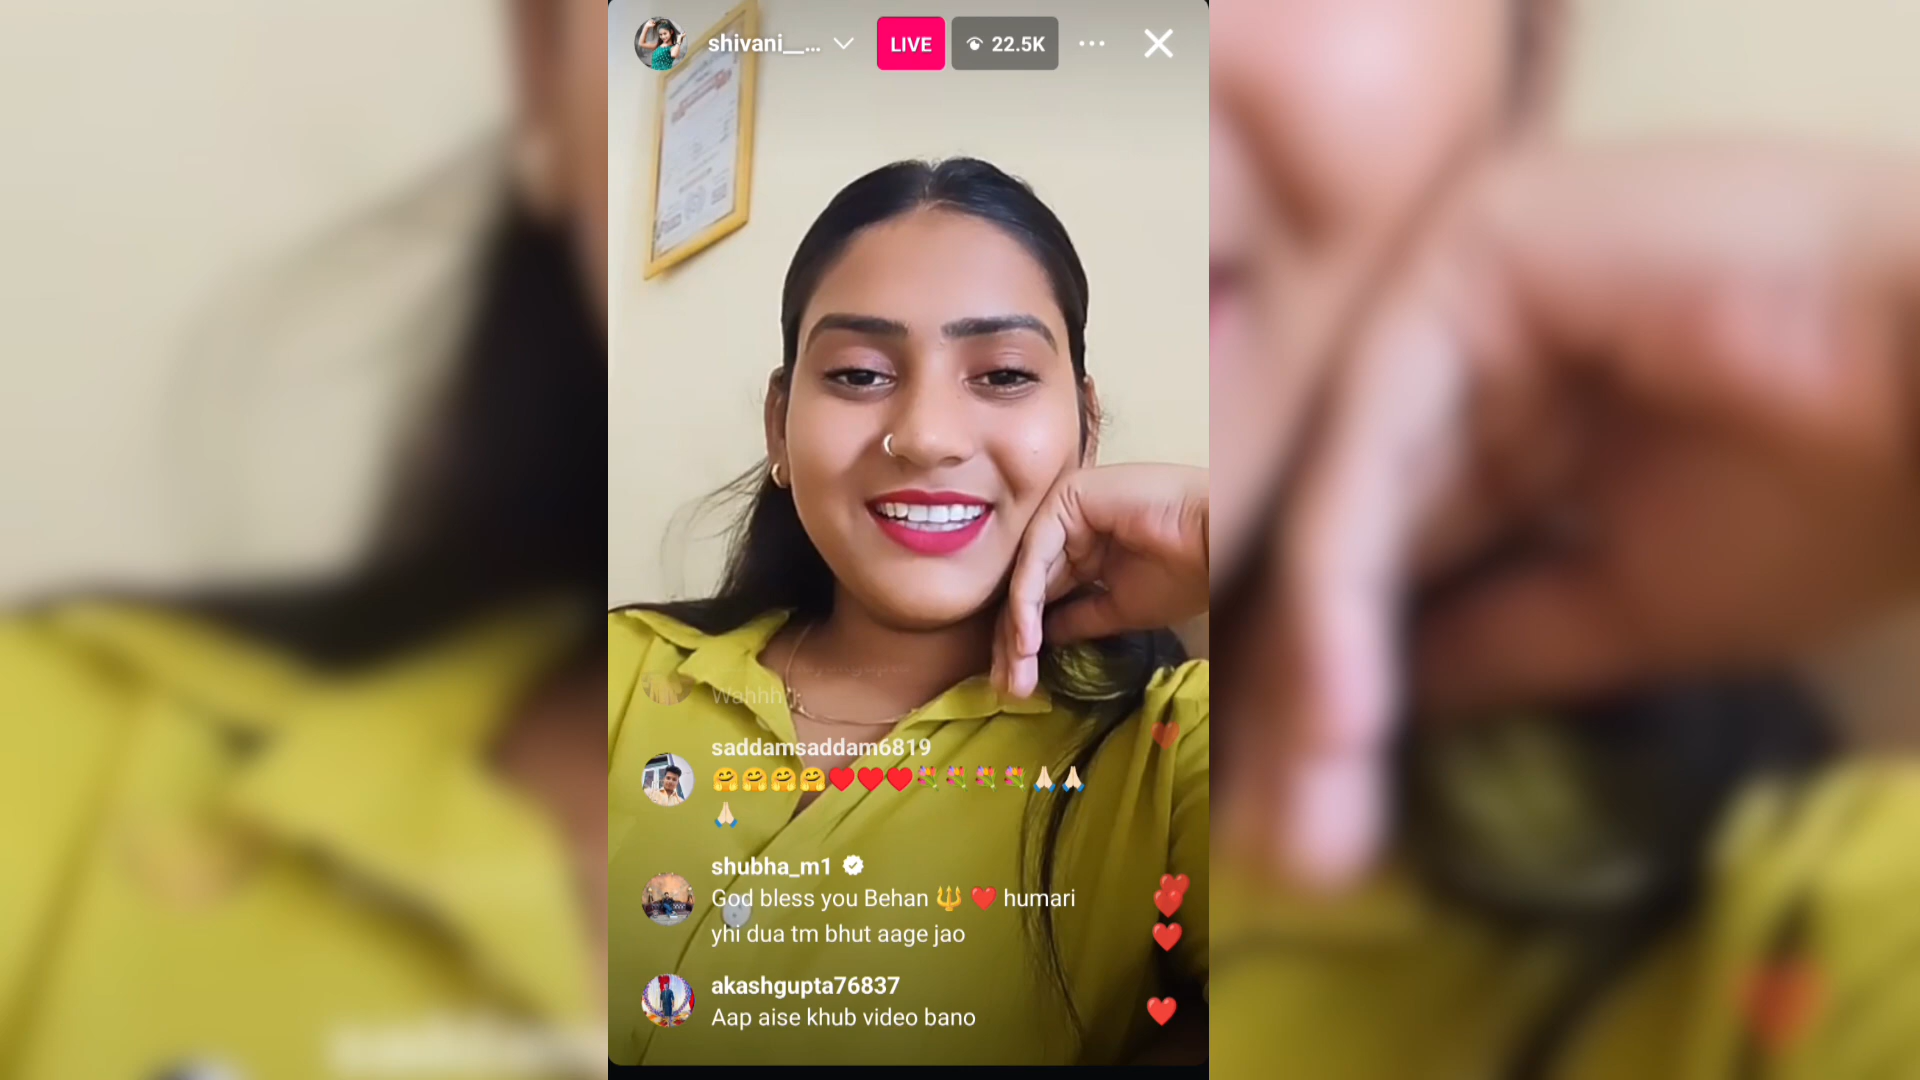 shivani__... LIVE 22.5K
Wahhh
saddamsaddam6819
🤗🤗🤗🤗❤️❤️❤️💐💐💐💐🙏🏻🙏🏻
🙏🏻
shubha_m1
God bless you Behan 🔱 ❤️ humari
yhi dua tm bhut aage jao
akashgupta76837
Aap aise khub video bano